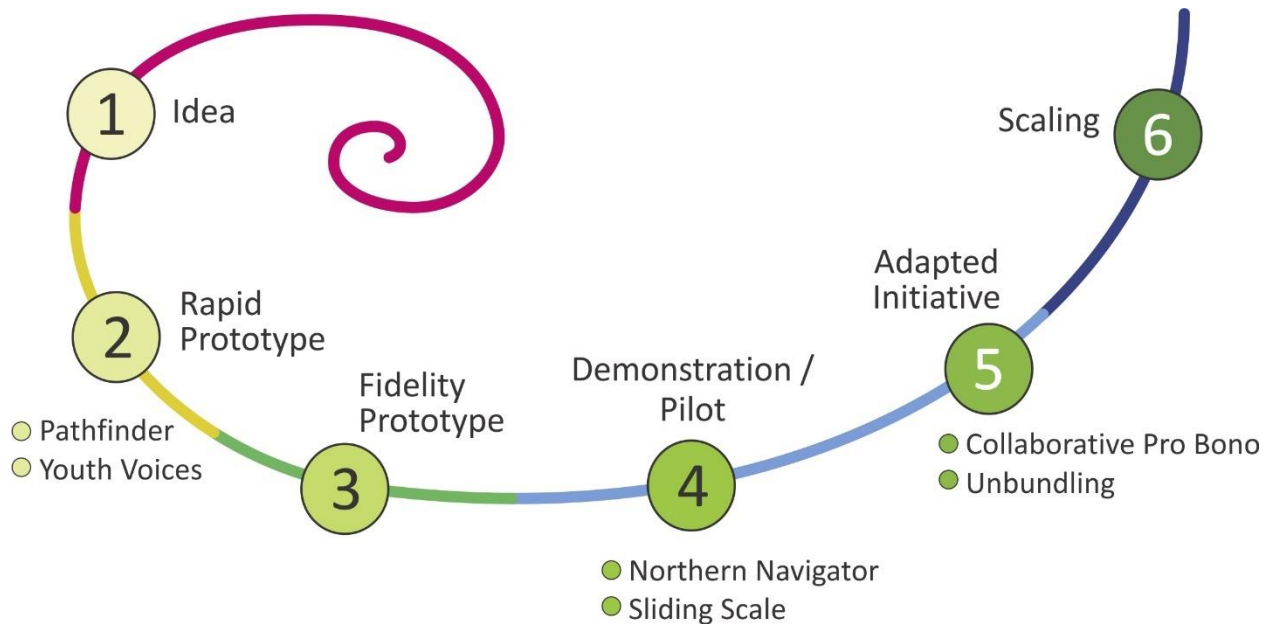 1
Idea
2
Rapid
Prototype
Pathfinder
Youth Voices
3
Fidelity
Prototype
4
Demonstration /
Pilot
Northern Navigator
Sliding Scale
5
Adapted
Initiative
Collaborative Pro Bono
Unbundling
6
Scaling